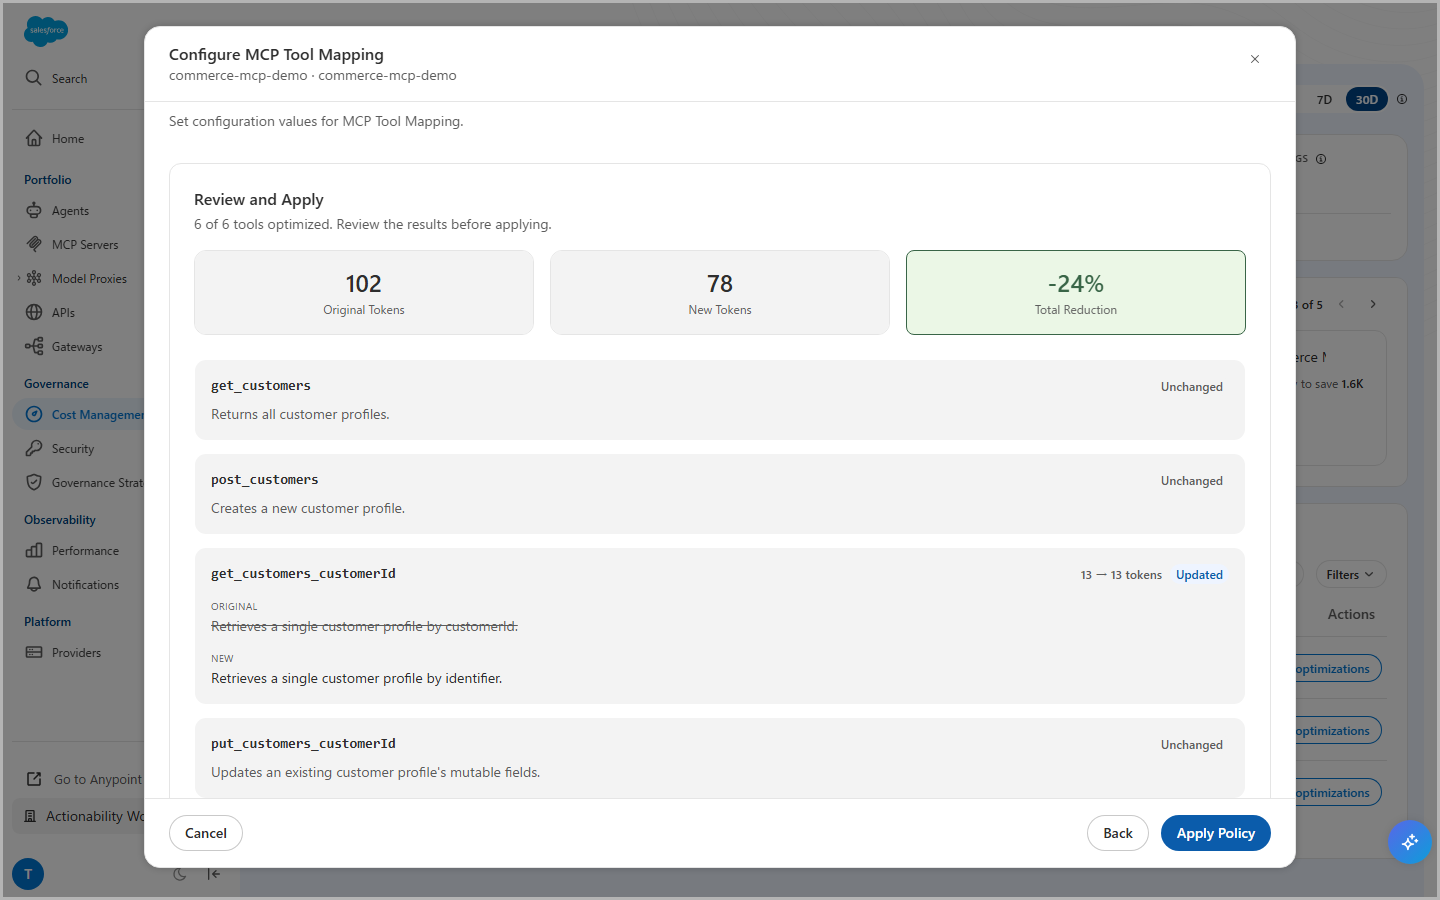 salesforce
Search
Home
Portfolio
Agents
MCP Servers
Model Proxies
APIs
Gateways
Governance
Cost Managemen
Security
Governance Strat
Observability
Performance
Notifications
Platform
Providers
Go to Anypoint
Actionability Wo
T
Configure MCP Tool Mapping
commerce-mcp-demo · commerce-mcp-demo
Set configuration values for MCP Tool Mapping.
Review and Apply
6 of 6 tools optimized. Review the results before applying.
102
Original Tokens
78
New Tokens
-24%
Total Reduction
get_customers
Unchanged
Returns all customer profiles.
post_customers
Unchanged
Creates a new customer profile.
get_customers_customerId
13 — 13 tokens Updated
ORIGINAL
Retrieves a single customer profile by customerId.
NEW
Retrieves a single customer profile by identifier.
put_customers_customerId
Unchanged
Updates an existing customer profile's mutable fields.
Cancel
Back
Apply Policy
7D
30D
GS
of 5
to save 1.6K
Filters
Actions
optimizations
optimizations
optimizations